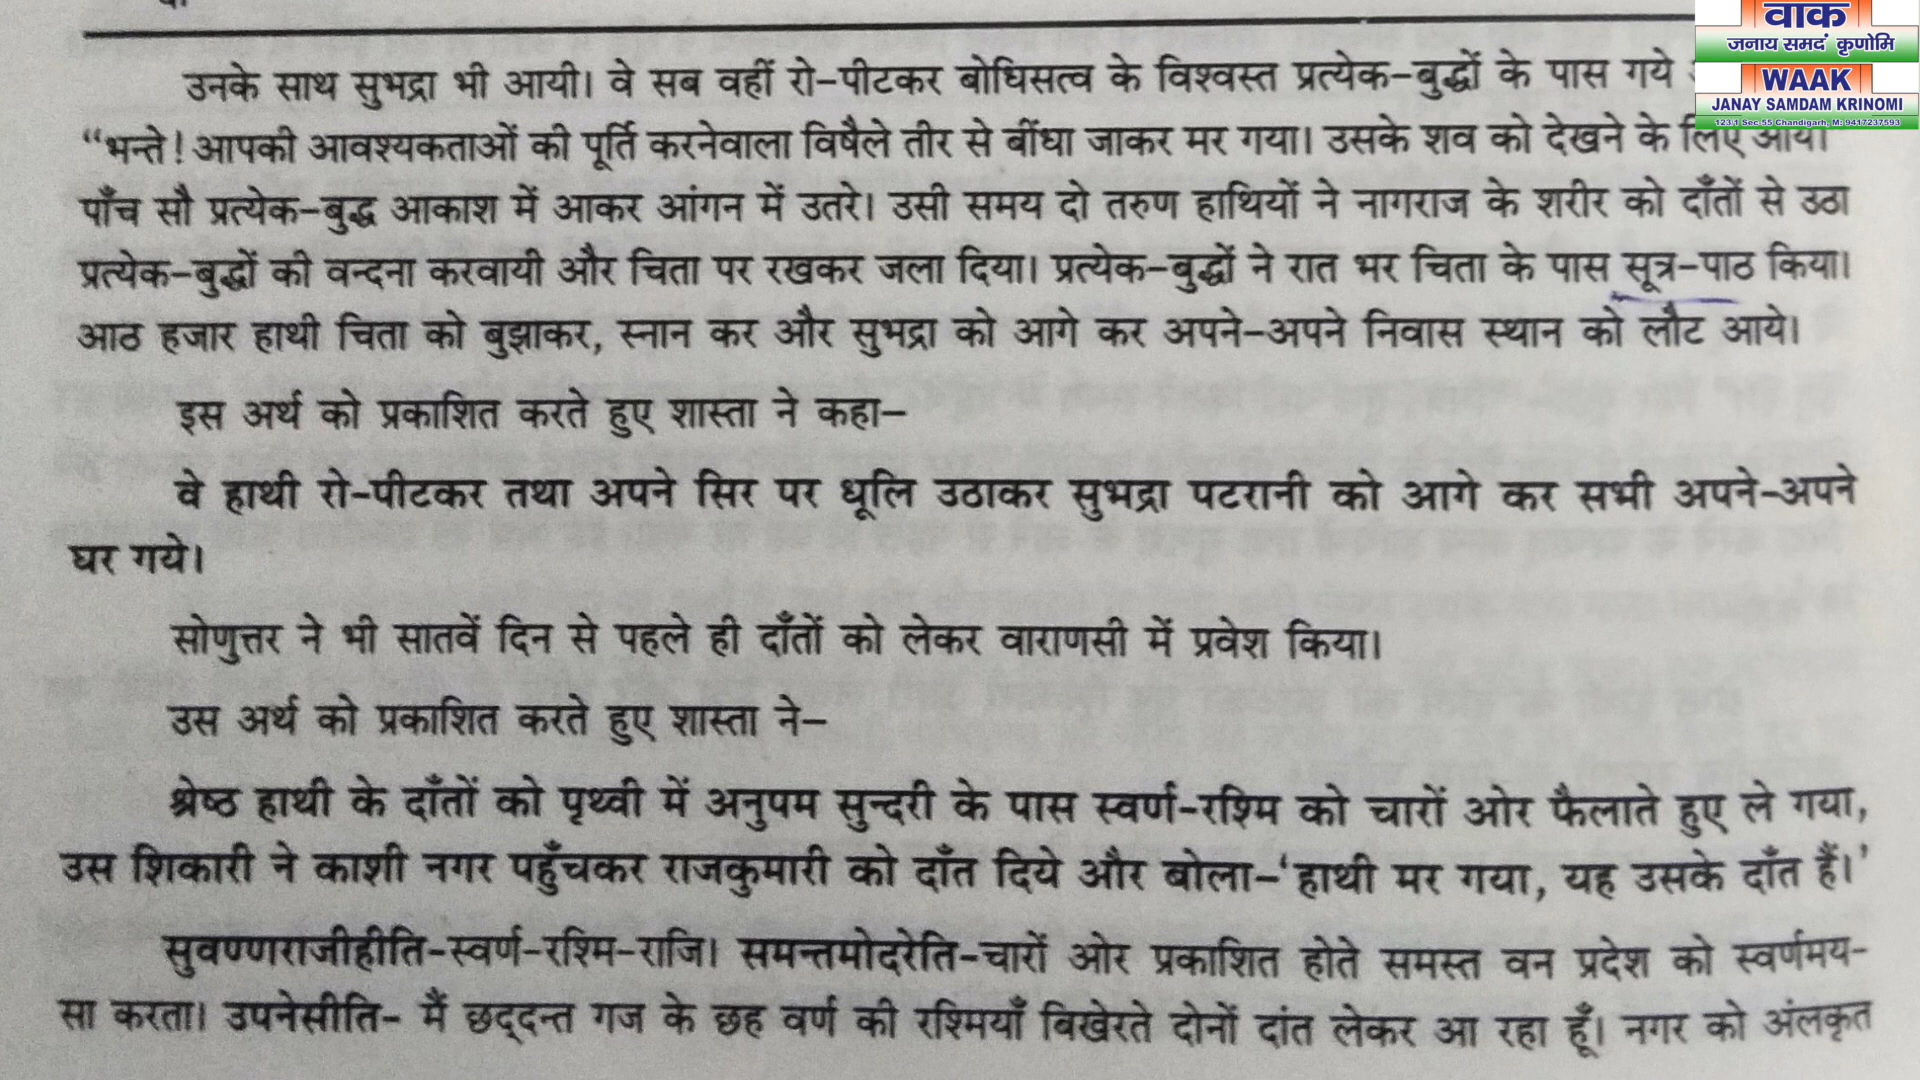 वाक
जनाय समदं कृणोमि
WAAK
JANAY SAMDAM KRINOMI
123/1 Sec-55 Chandigarh, M: 9417237593
उनके साथ सुभद्रा भी आयी। वे सब वहीं रो-पीटकर बोधिसत्व के विश्वस्त प्रत्येक-बुद्धों के पास गये
“भन्ते! आपकी आवश्यकताओं की पूर्ति करनेवाला विषैले तीर से बींधा जाकर मर गया। उसके शव को देखने के लिए आयें।
पाँच सौ प्रत्येक-बुद्ध आकाश में आकर आंगन में उतरे। उसी समय दो तरुण हाथियों ने नागराज के शरीर को दाँतों से उठा
प्रत्येक-बुद्धों की वन्दना करवायी और चिता पर रखकर जला दिया। प्रत्येक-बुद्धों ने रात भर चिता के पास सूत्र-पाठ किया।
आठ हजार हाथी चिता को बुझाकर, स्नान कर और सुभद्रा को आगे कर अपने-अपने निवास स्थान को लौट आये।
इस अर्थ को प्रकाशित करते हुए शास्ता ने कहा–
वे हाथी रो-पीटकर तथा अपने सिर पर धूलि उठाकर सुभद्रा पटरानी को आगे कर सभी अपने-अपने
घर गये।
सोणुत्तर ने भी सातवें दिन से पहले ही दाँतों को लेकर वाराणसी में प्रवेश किया।
उस अर्थ को प्रकाशित करते हुए शास्ता ने–
श्रेष्ठ हाथी के दाँतों को पृथ्वी में अनुपम सुन्दरी के पास स्वर्ण-रश्मि को चारों ओर फैलाते हुए ले गया,
उस शिकारी ने काशी नगर पहुँचकर राजकुमारी को दाँत दिये और बोला–‘हाथी मर गया, यह उसके दाँत हैं।’
सुवण्णराजीहीति-स्वर्ण-रश्मि-राजि। समन्तमोदरेति-चारों ओर प्रकाशित होते समस्त वन प्रदेश को स्वर्णमय-
सा करता। उपनेसीति- मैं छद्दन्त गज के छह वर्ण की रश्मियाँ बिखेरते दोनों दांत लेकर आ रहा हूँ। नगर को अंलकृत